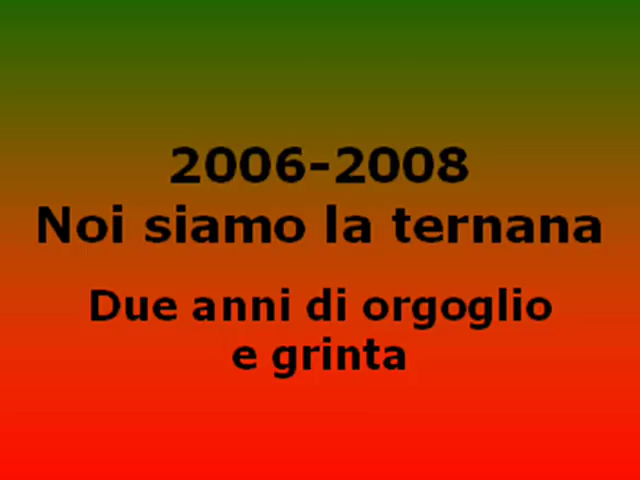 2006-2008
Noi siamo la ternana
Due anni di orgoglio
e grinta